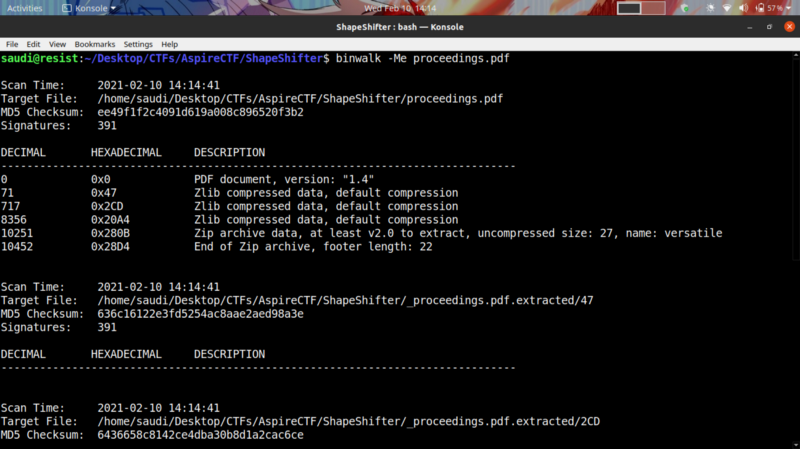 Activities Konsole Wed Feb 10, 14:14 57%
ShapeShifter : bash — Konsole
File Edit View Bookmarks Settings Help
saudi@resist:~/Desktop/CTFs/AspireCTF/ShapeShifter$ binwalk -Me proceedings.pdf
Scan Time: 2021-02-10 14:14:41
Target File: /home/saudi/Desktop/CTFs/AspireCTF/ShapeShifter/proceedings.pdf
MD5 Checksum: ee49f1f2c4091d619a008c896520f3b2
Signatures: 391
DECIMAL HEXADECIMAL DESCRIPTION
--------------------------------------------------------------------------------
0 0x0 PDF document, version: "1.4"
71 0x47 Zlib compressed data, default compression
717 0x2CD Zlib compressed data, default compression
8356 0x20A4 Zlib compressed data, default compression
10251 0x280B Zip archive data, at least v2.0 to extract, uncompressed size: 27, name: versatile
10452 0x28D4 End of Zip archive, footer length: 22
Scan Time: 2021-02-10 14:14:41
Target File: /home/saudi/Desktop/CTFs/AspireCTF/ShapeShifter/_proceedings.pdf.extracted/47
MD5 Checksum: 636c16122e3fd5254ac8aae2aed98a3e
Signatures: 391
DECIMAL HEXADECIMAL DESCRIPTION
--------------------------------------------------------------------------------
Scan Time: 2021-02-10 14:14:41
Target File: /home/saudi/Desktop/CTFs/AspireCTF/ShapeShifter/_proceedings.pdf.extracted/2CD
MD5 Checksum: 6436658c8142ce4dba30b8d1a2cac6ce